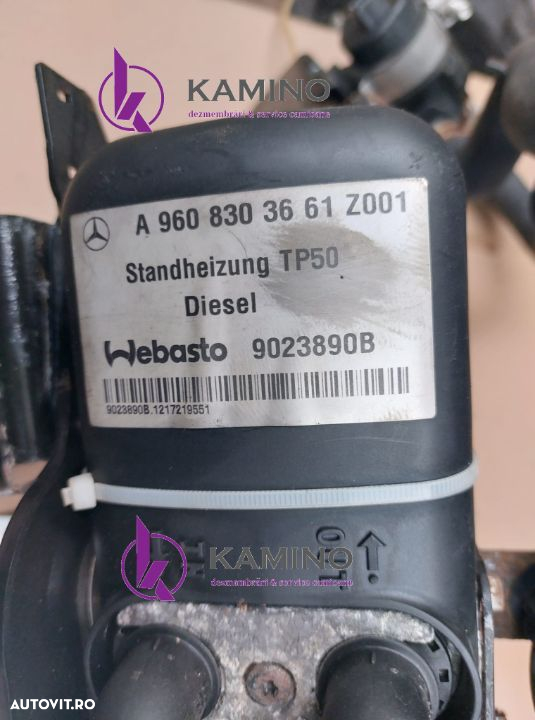 KAMINO
dezmembrări & service camioane
A 960 830 36 61 Z001
Standheizung TP50
Diesel
Webasto 9023890B
9023890B.1217219551
OUT
KAMINO
dezmembrări & service camioane
AUTOVIT.RO